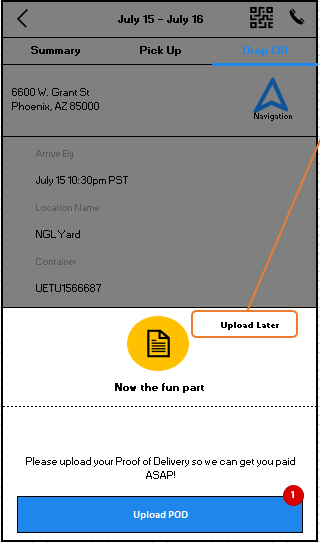 July 15 - July 16
Summary Pick Up Drop Off
6600 W. Grant St
Phoenix, AZ 85000
Navigation
Arrive By
July 15 10:30pm PST
Location Name
NGL Yard
Container
UETU1566687
Upload Later
Now the fun part
Please upload your Proof of Delivery so we can get you paid
ASAP!
1
Upload POD